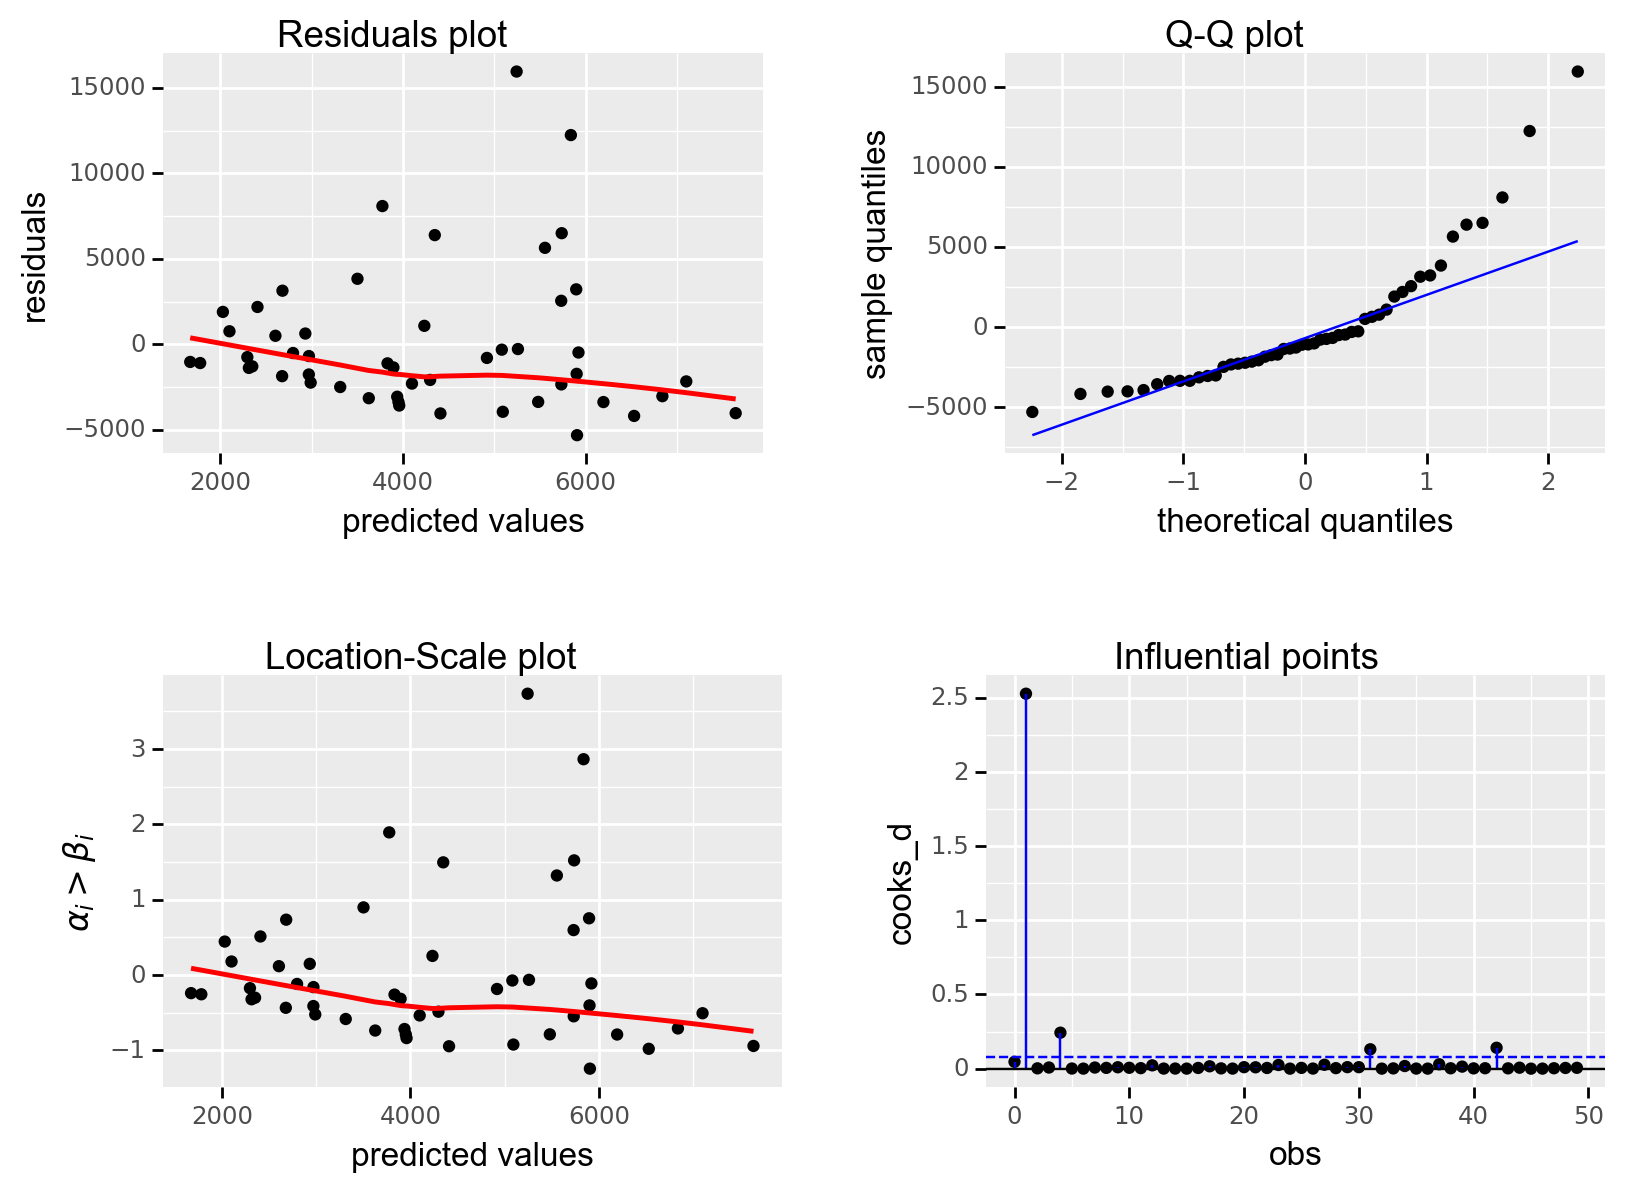 Residuals plot
15000
10000
5000
0
−5000
residuals
2000 4000 6000
predicted values
Q-Q plot
15000
10000
5000
0
−5000
sample quantiles
−2 −1 0 1 2
theoretical quantiles
Location-Scale plot
3
2
1
0
−1
αᵢ > βᵢ
2000 4000 6000
predicted values
Influential points
2.5
2
1.5
1
0.5
0
cooks_d
0 10 20 30 40 50
obs